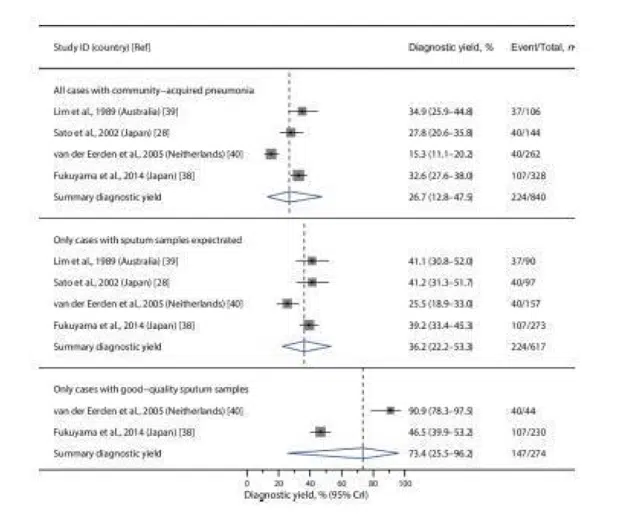 Study ID (country) [Ref] Diagnostic yield, % Event/Total, n
All cases with community-acquired pneumonia
Lim et al., 1989 (Australia) [39] 34.9 (25.9-44.8) 37/106
Sato et al., 2002 (Japan) [28] 27.8 (20.6-35.8) 40/144
van der Eerden et al., 2005 (Neitherlands) [40] 15.3 (11.1-20.2) 40/262
Fukuyama et al., 2014 (Japan) [38] 32.6 (27.6-38.0) 107/328
Summary diagnostic yield 26.7 (12.8-47.5) 224/840
Only cases with sputum samples expectrated
Lim et al., 1989 (Australia) [39] 41.1 (30.8-52.0) 37/90
Sato et al., 2002 (Japan) [28] 41.2 (31.3-51.7) 40/97
van der Eerden et al., 2005 (Neitherlands) [40] 25.5 (18.9-33.0) 40/157
Fukuyama et al., 2014 (Japan) [38] 39.2 (33.4-45.3) 107/273
Summary diagnostic yield 36.2 (22.2-53.3) 224/617
Only cases with good-quality sputum samples
van der Eerden et al., 2005 (Neitherlands) [40] 90.9 (78.3-97.5) 40/44
Fukuyama et al., 2014 (Japan) [38] 46.5 (39.9-53.2) 107/230
Summary diagnostic yield 73.4 (25.5-96.2) 147/274
0 20 40 60 80 100
Diagnostic yield, % (95% CrI)